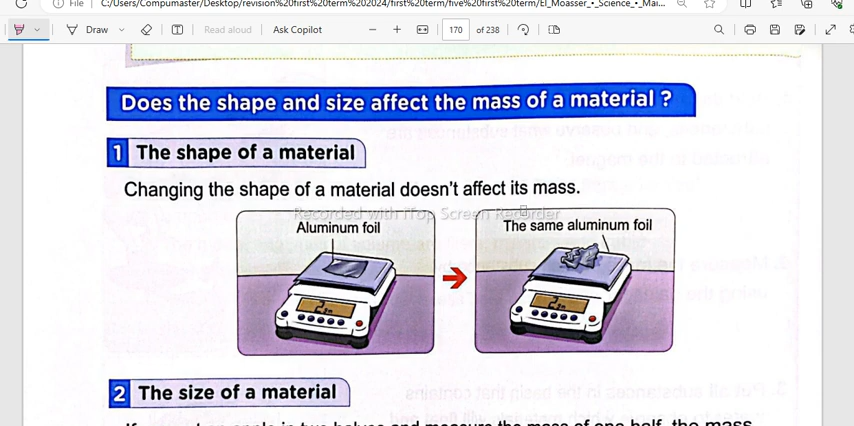 File
C:/Users/Compumaster/Desktop/revision%20first%20term%202024/first%20term/five%20first%20term/El_Moasser_•_Science_•_Mai...
Draw
Read aloud
Ask Copilot
170 of 238
Does the shape and size affect the mass of a material ?
1 The shape of a material
Changing the shape of a material doesn't affect its mass.
Recorded with iTop Screen Recorder
Aluminum foil
The same aluminum foil
2 The size of a material